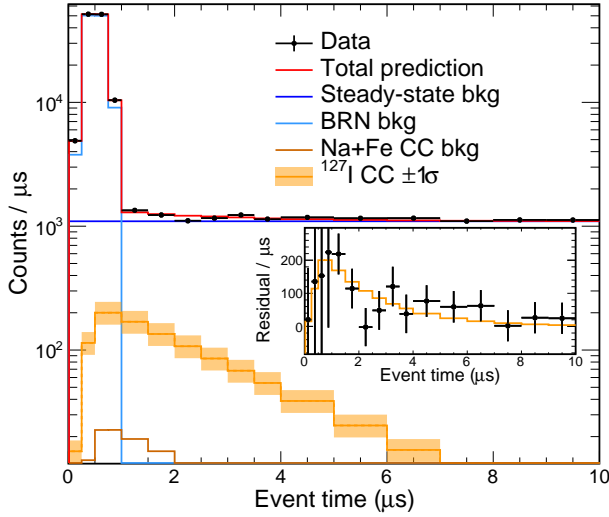 Data
Total prediction
Steady-state bkg
BRN bkg
Na+Fe CC bkg
¹²⁷I CC ±1σ
Counts / μs
10⁴
10³
10²
Residual / μs
200
100
0
0 2 4 6 8 10
Event time (μs)
0 2 4 6 8 10
Event time (μs)